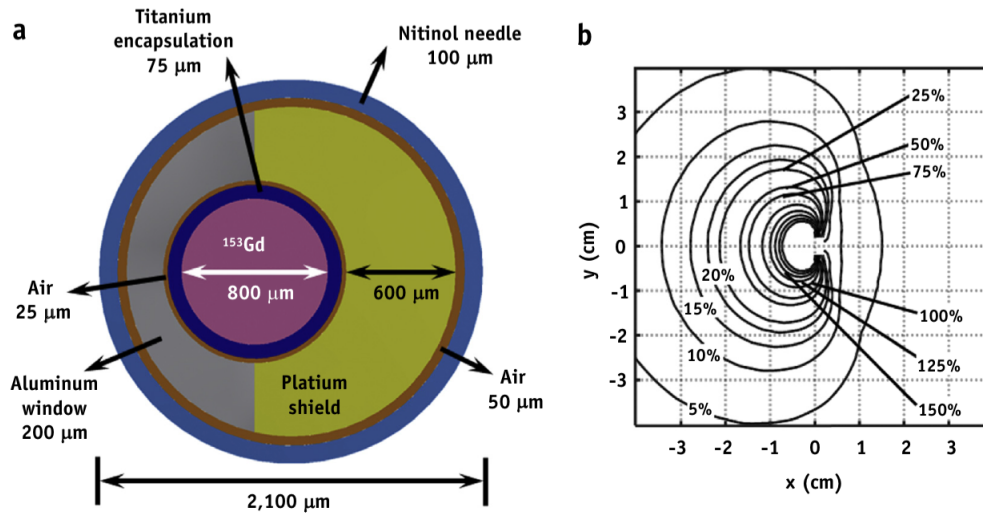 a
Titanium
encapsulation
75 μm
Nitinol needle
100 μm
¹⁵³Gd
800 μm
600 μm
Air
25 μm
Aluminum
window
200 μm
Platium
shield
Air
50 μm
2,100 μm
b
3
2
1
0
-1
-2
-3
y (cm)
25%
50%
75%
20%
15%
10%
5%
100%
125%
150%
-3 -2 -1 0 1 2 3
x (cm)